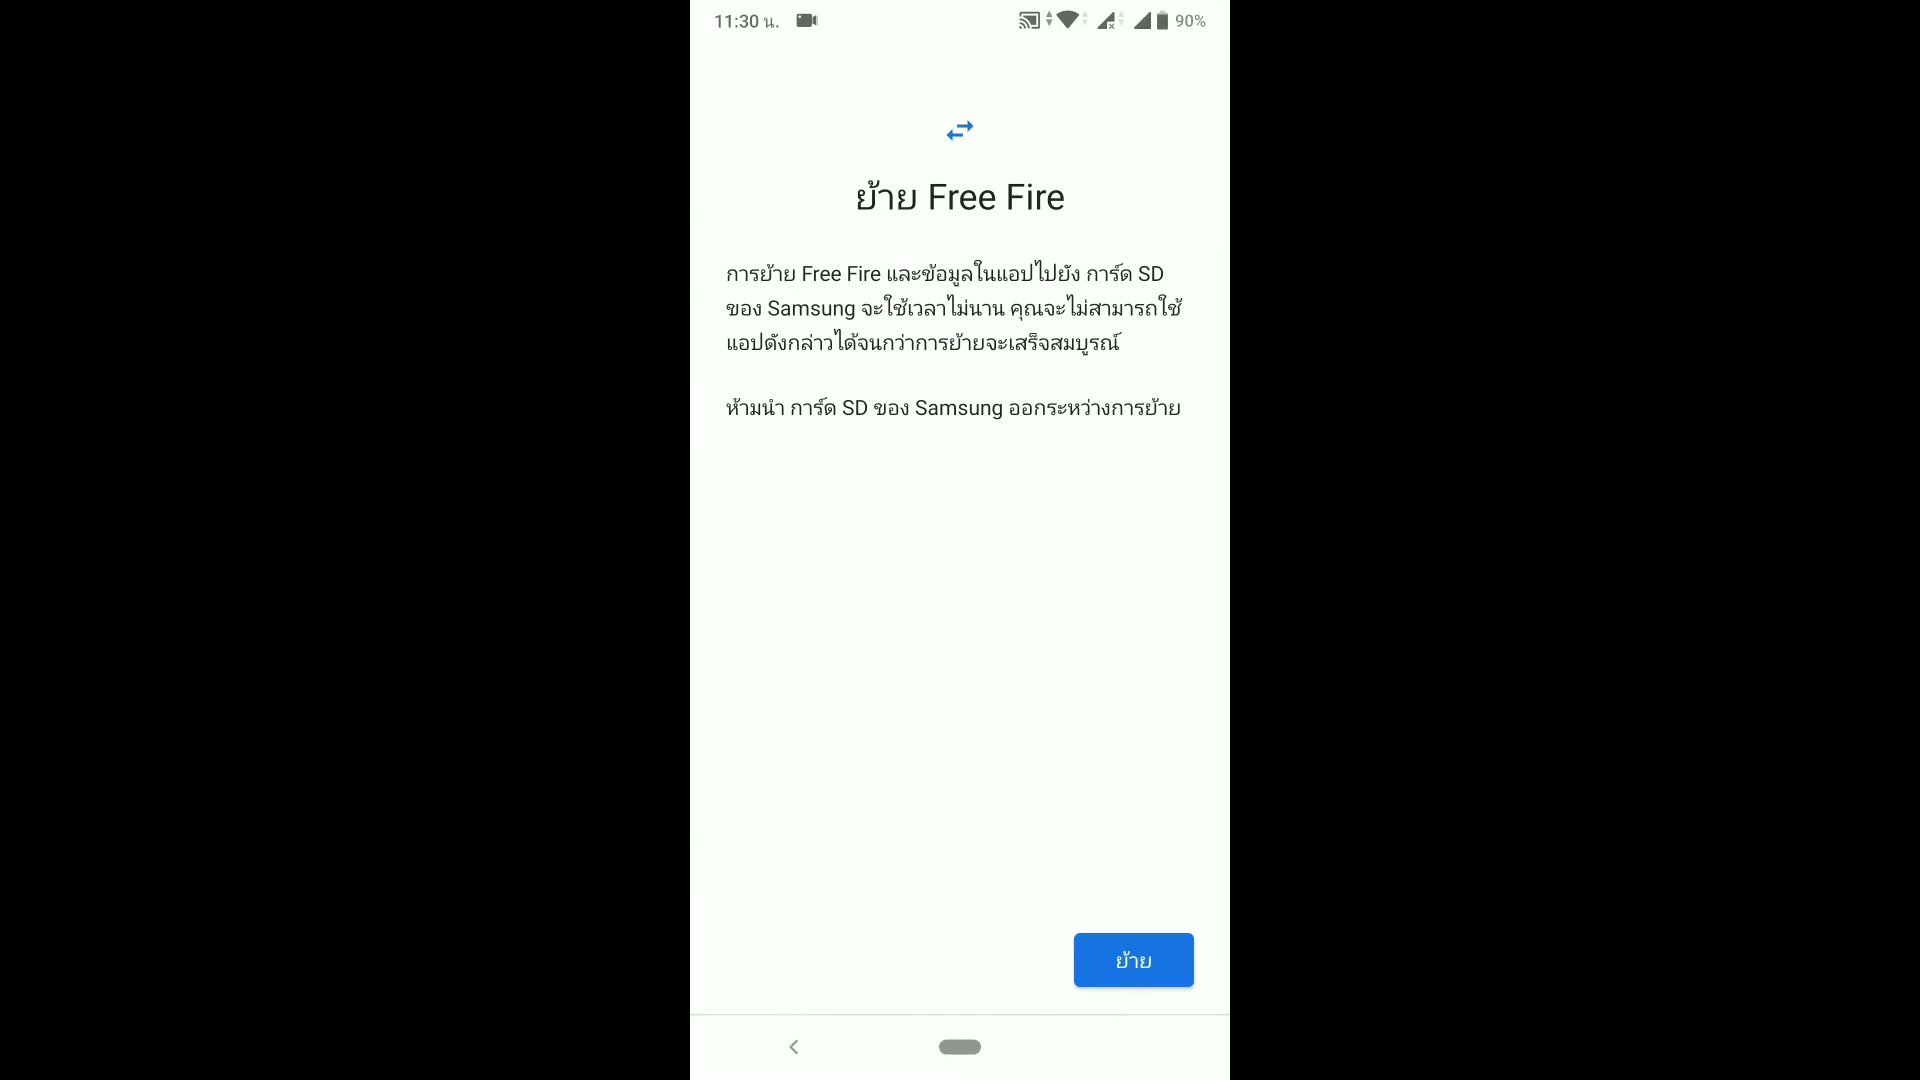 11:30 น.
90%
ย้าย Free Fire
การย้าย Free Fire และข้อมูลในแอปไปยัง การ์ด SD
ของ Samsung จะใช้เวลาไม่นาน คุณจะไม่สามารถใช้
แอปดังกล่าวได้จนกว่าการย้ายจะเสร็จสมบูรณ์
ห้ามนำ การ์ด SD ของ Samsung ออกระหว่างการย้าย
ย้าย